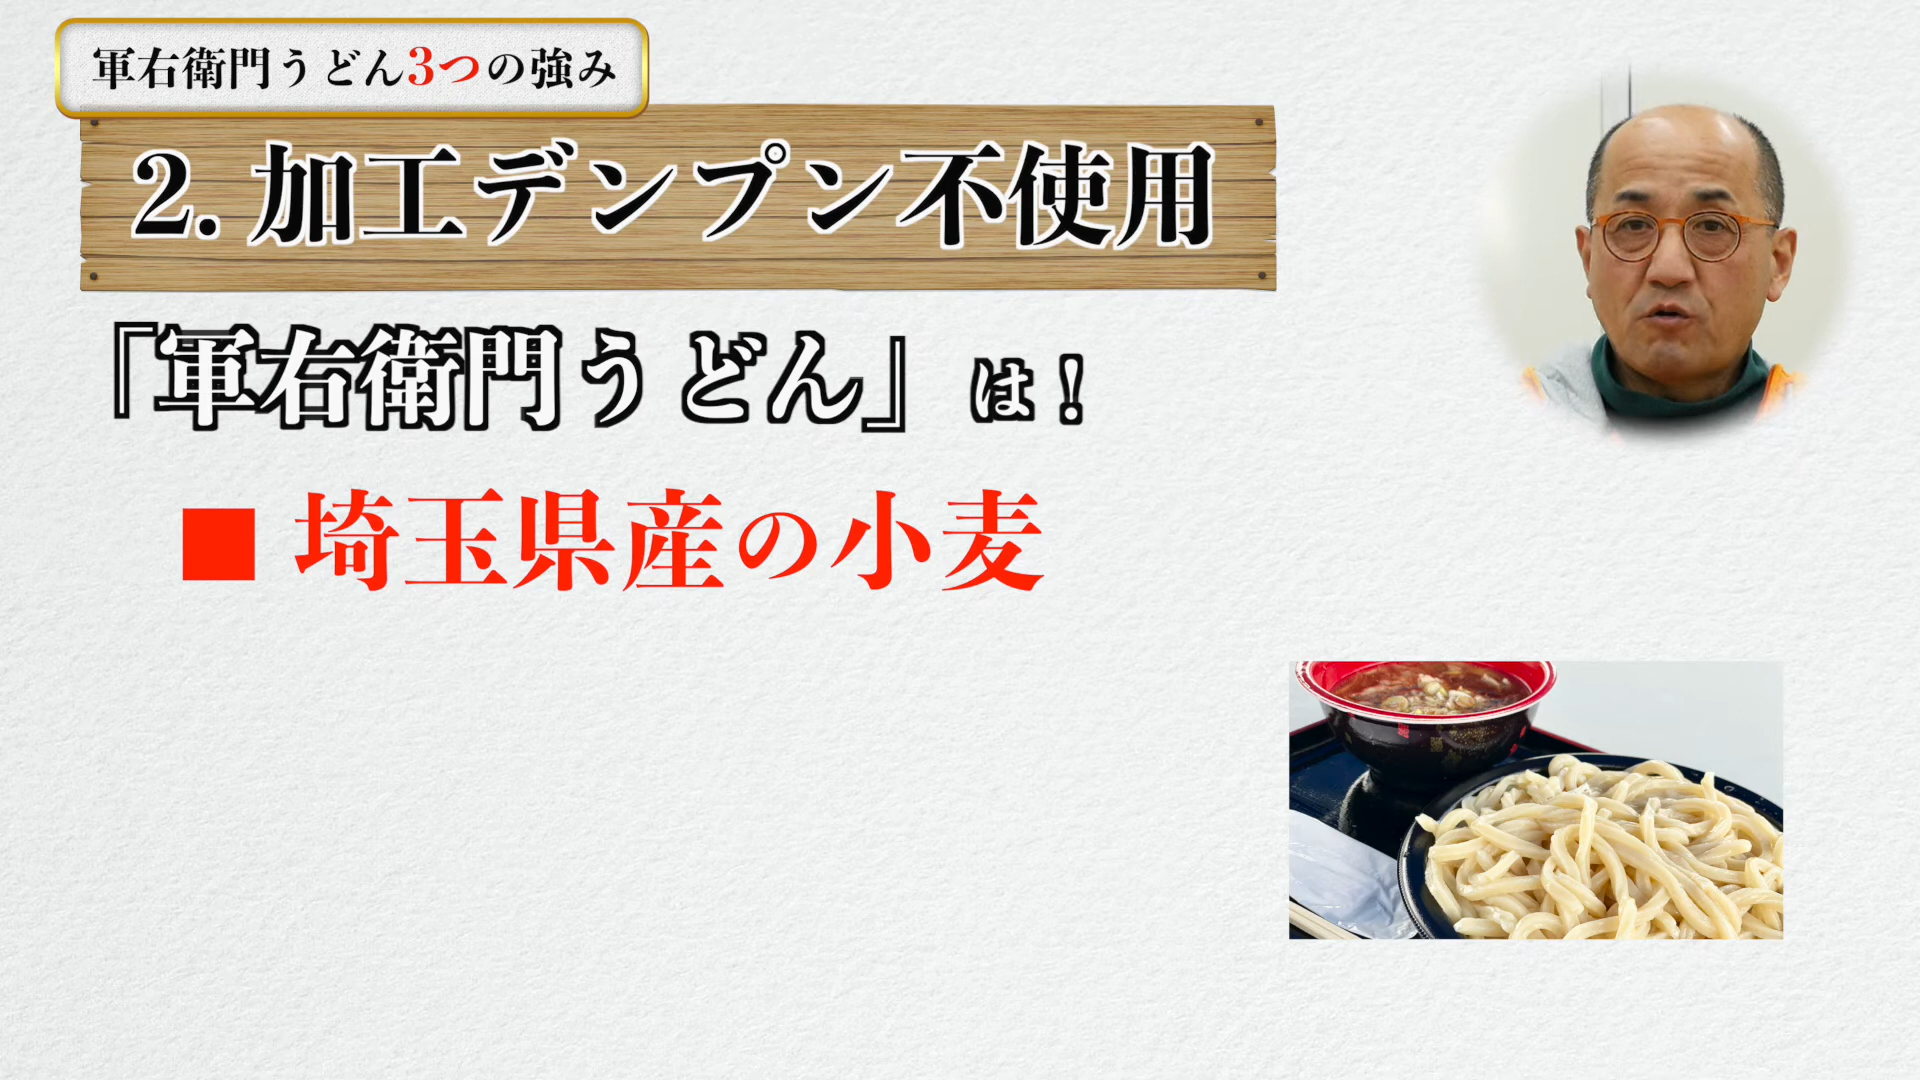 軍右衛門うどん3つの強み
2. 加工デンプン不使用
「軍右衛門うどん」は!
■ 埼玉県産の小麦